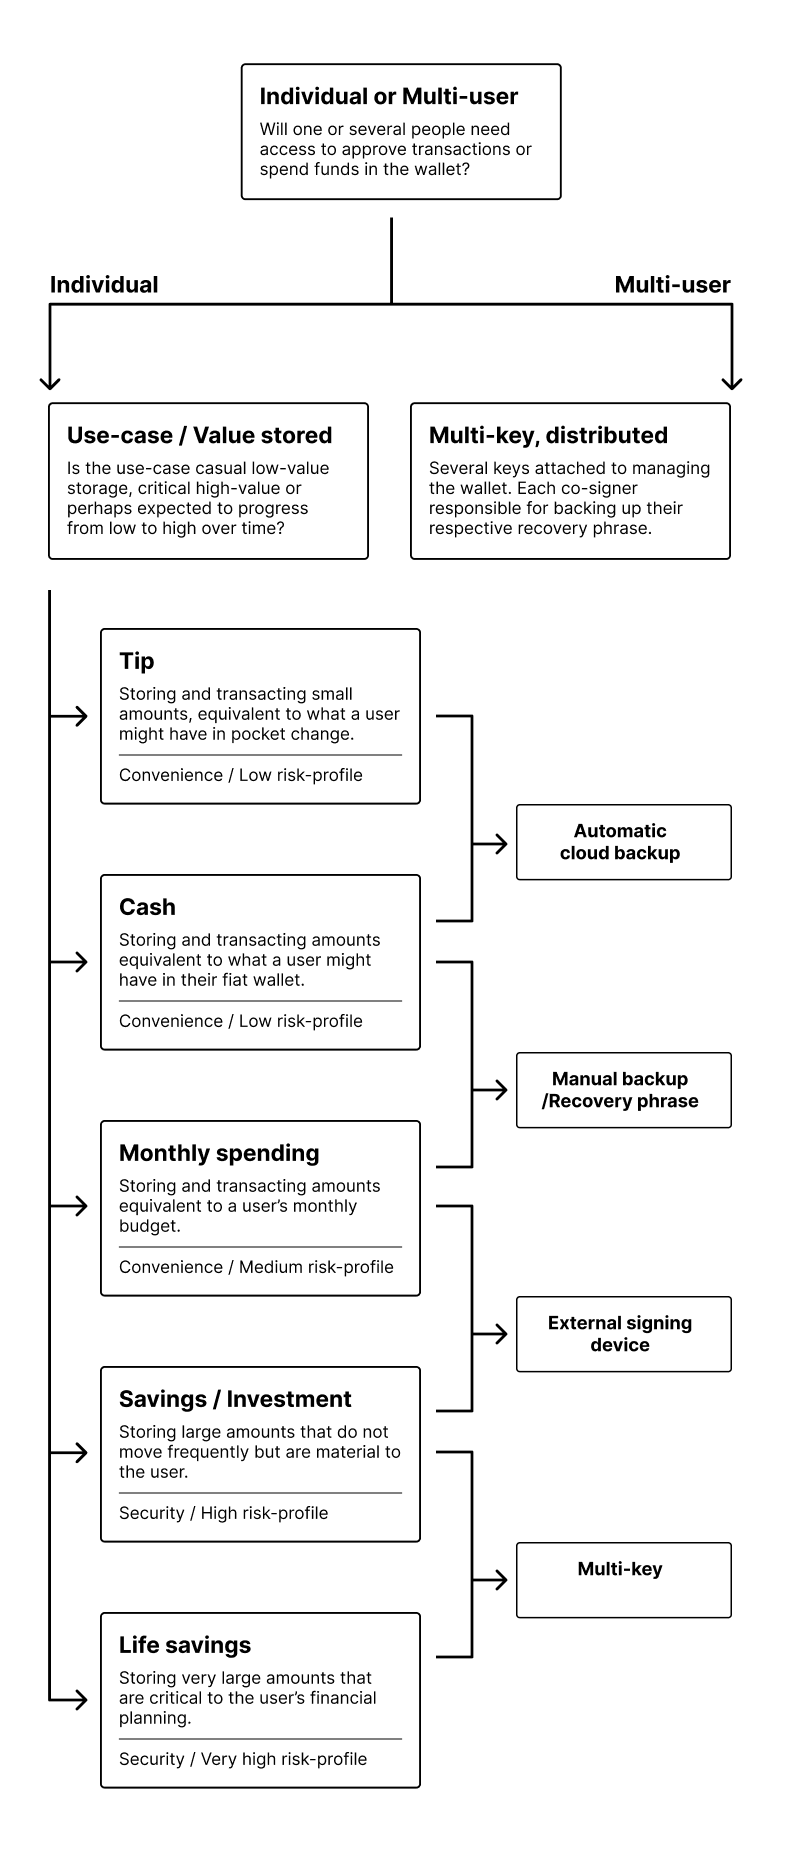 Individual or Multi-user
Will one or several people need
access to approve transactions or
spend funds in the wallet?
Individual
Multi-user
Use-case / Value stored
Is the use-case casual low-value
storage, critical high-value or
perhaps expected to progress
from low to high over time?
Multi-key, distributed
Several keys attached to managing
the wallet. Each co-signer
responsible for backing up their
respective recovery phrase.
Tip
Storing and transacting small
amounts, equivalent to what a user
might have in pocket change.
Convenience / Low risk-profile
Automatic
cloud backup
Cash
Storing and transacting amounts
equivalent to what a user might
have in their fiat wallet.
Convenience / Low risk-profile
Manual backup
/Recovery phrase
Monthly spending
Storing and transacting amounts
equivalent to a user’s monthly
budget.
Convenience / Medium risk-profile
External signing
device
Savings / Investment
Storing large amounts that do not
move frequently but are material to
the user.
Security / High risk-profile
Multi-key
Life savings
Storing very large amounts that
are critical to the user’s financial
planning.
Security / Very high risk-profile